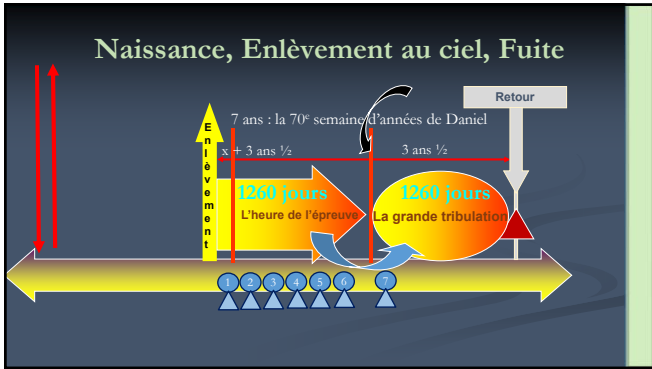 Naissance, Enlèvement au ciel, Fuite
Retour
7 ans : la 70e semaine d'années de Daniel
x + 3 ans ½
3 ans ½
Enlèvement
1260 jours
L'heure de l'épreuve
1260 jours
La grande tribulation
1 2 3 4 5 6 7